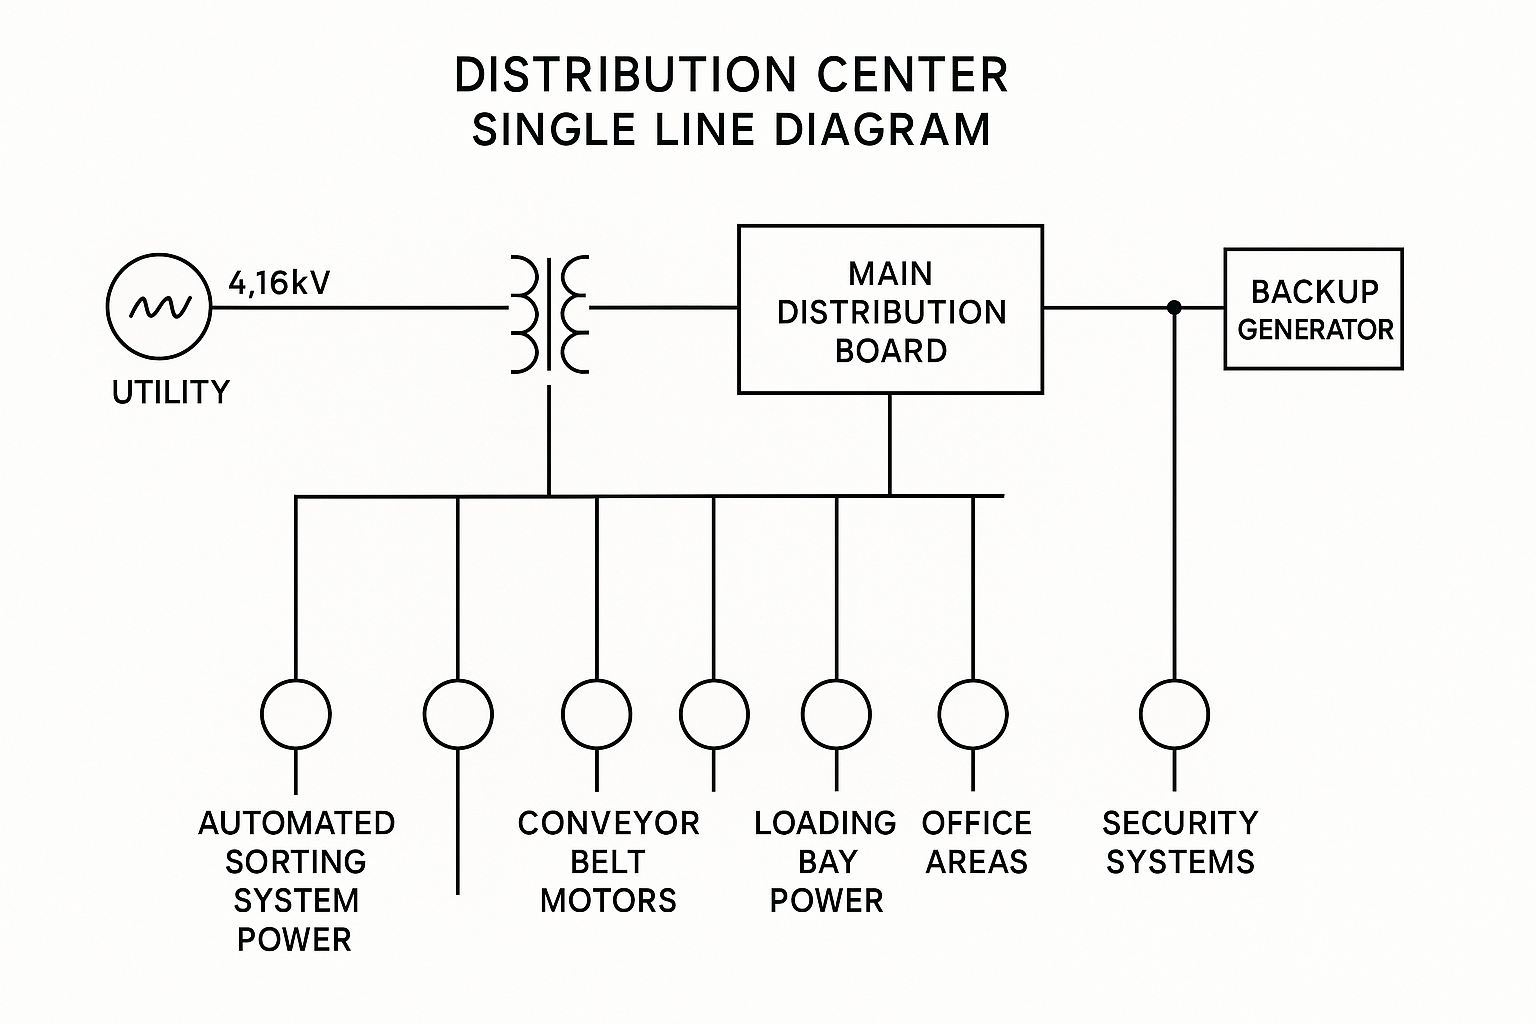 DISTRIBUTION CENTER
SINGLE LINE DIAGRAM
4,16kV
UTILITY
MAIN
DISTRIBUTION
BOARD
BACKUP
GENERATOR
AUTOMATED
SORTING
SYSTEM
POWER
CONVEYOR
BELT
MOTORS
LOADING
BAY
POWER
OFFICE
AREAS
SECURITY
SYSTEMS